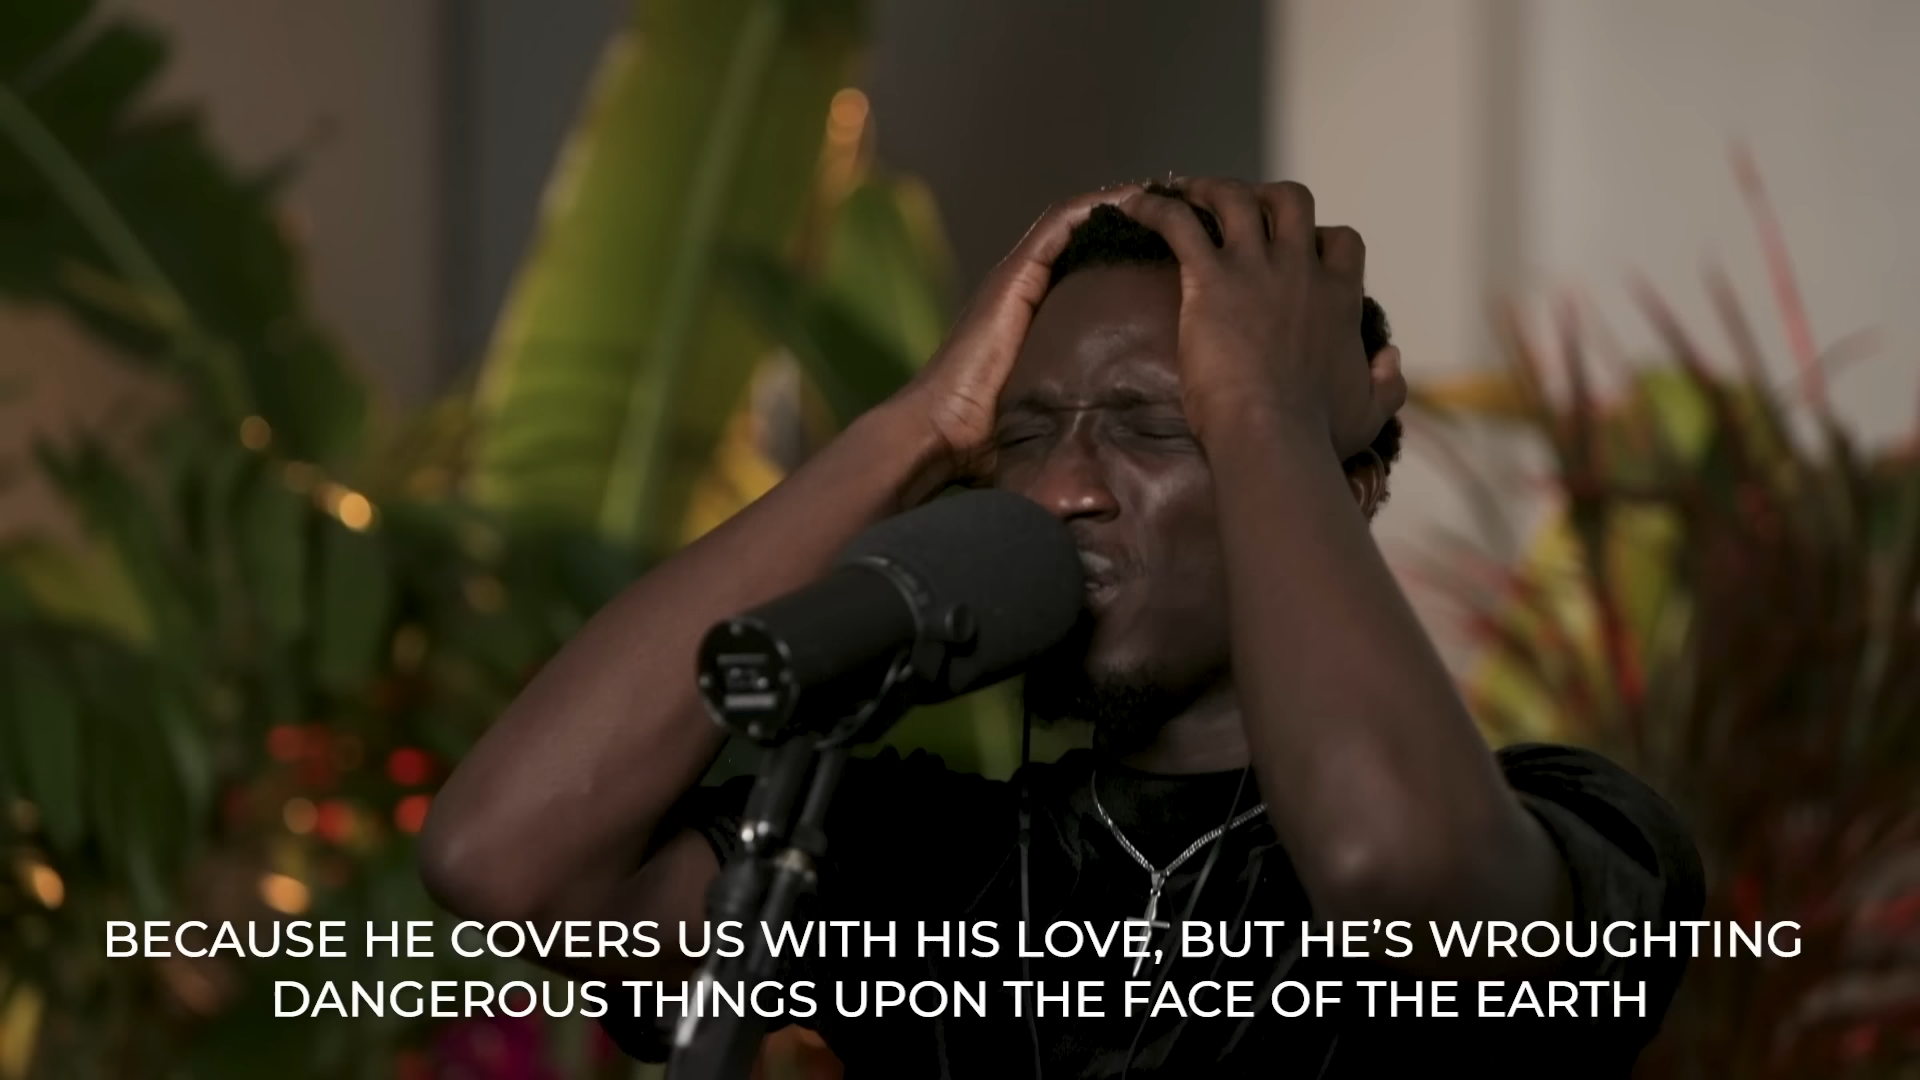 BECAUSE HE COVERS US WITH HIS LOVE, BUT HE’S WROUGHTING
DANGEROUS THINGS UPON THE FACE OF THE EARTH